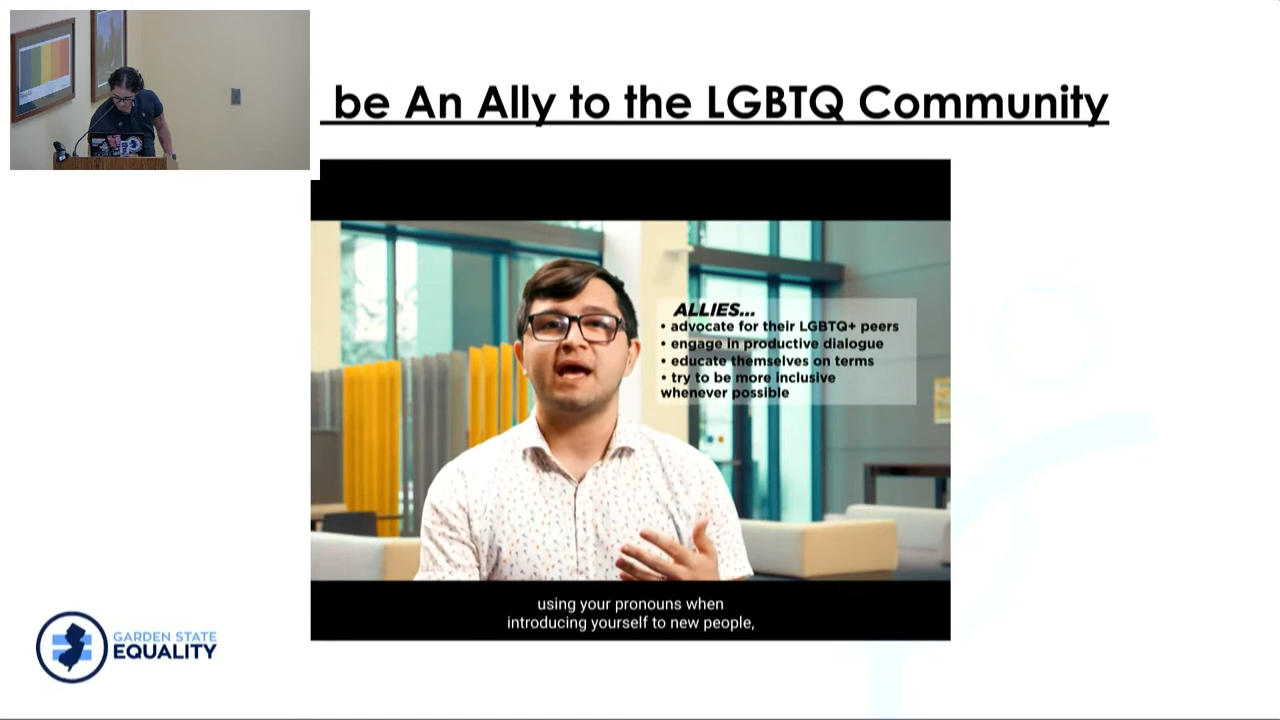 be An Ally to the LGBTQ Community
ALLIES...
• advocate for their LGBTQ+ peers
• engage in productive dialogue
• educate themselves on terms
• try to be more inclusive
whenever possible
using your pronouns when
introducing yourself to new people,
GARDEN STATE
EQUALITY